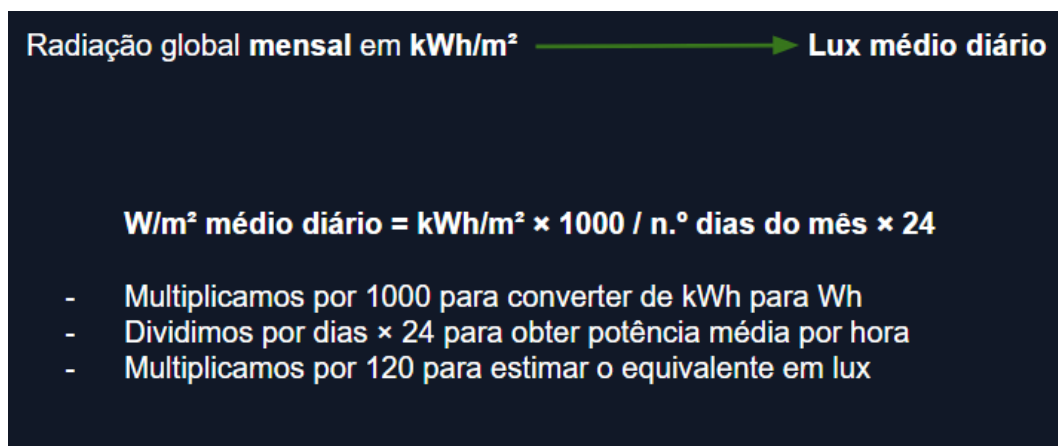 Radiação global mensal em kWh/m² Lux médio diário
W/m² médio diário = kWh/m² × 1000 / n.º dias do mês × 24
- Multiplicamos por 1000 para converter de kWh para Wh
- Dividimos por dias × 24 para obter potência média por hora
- Multiplicamos por 120 para estimar o equivalente em lux